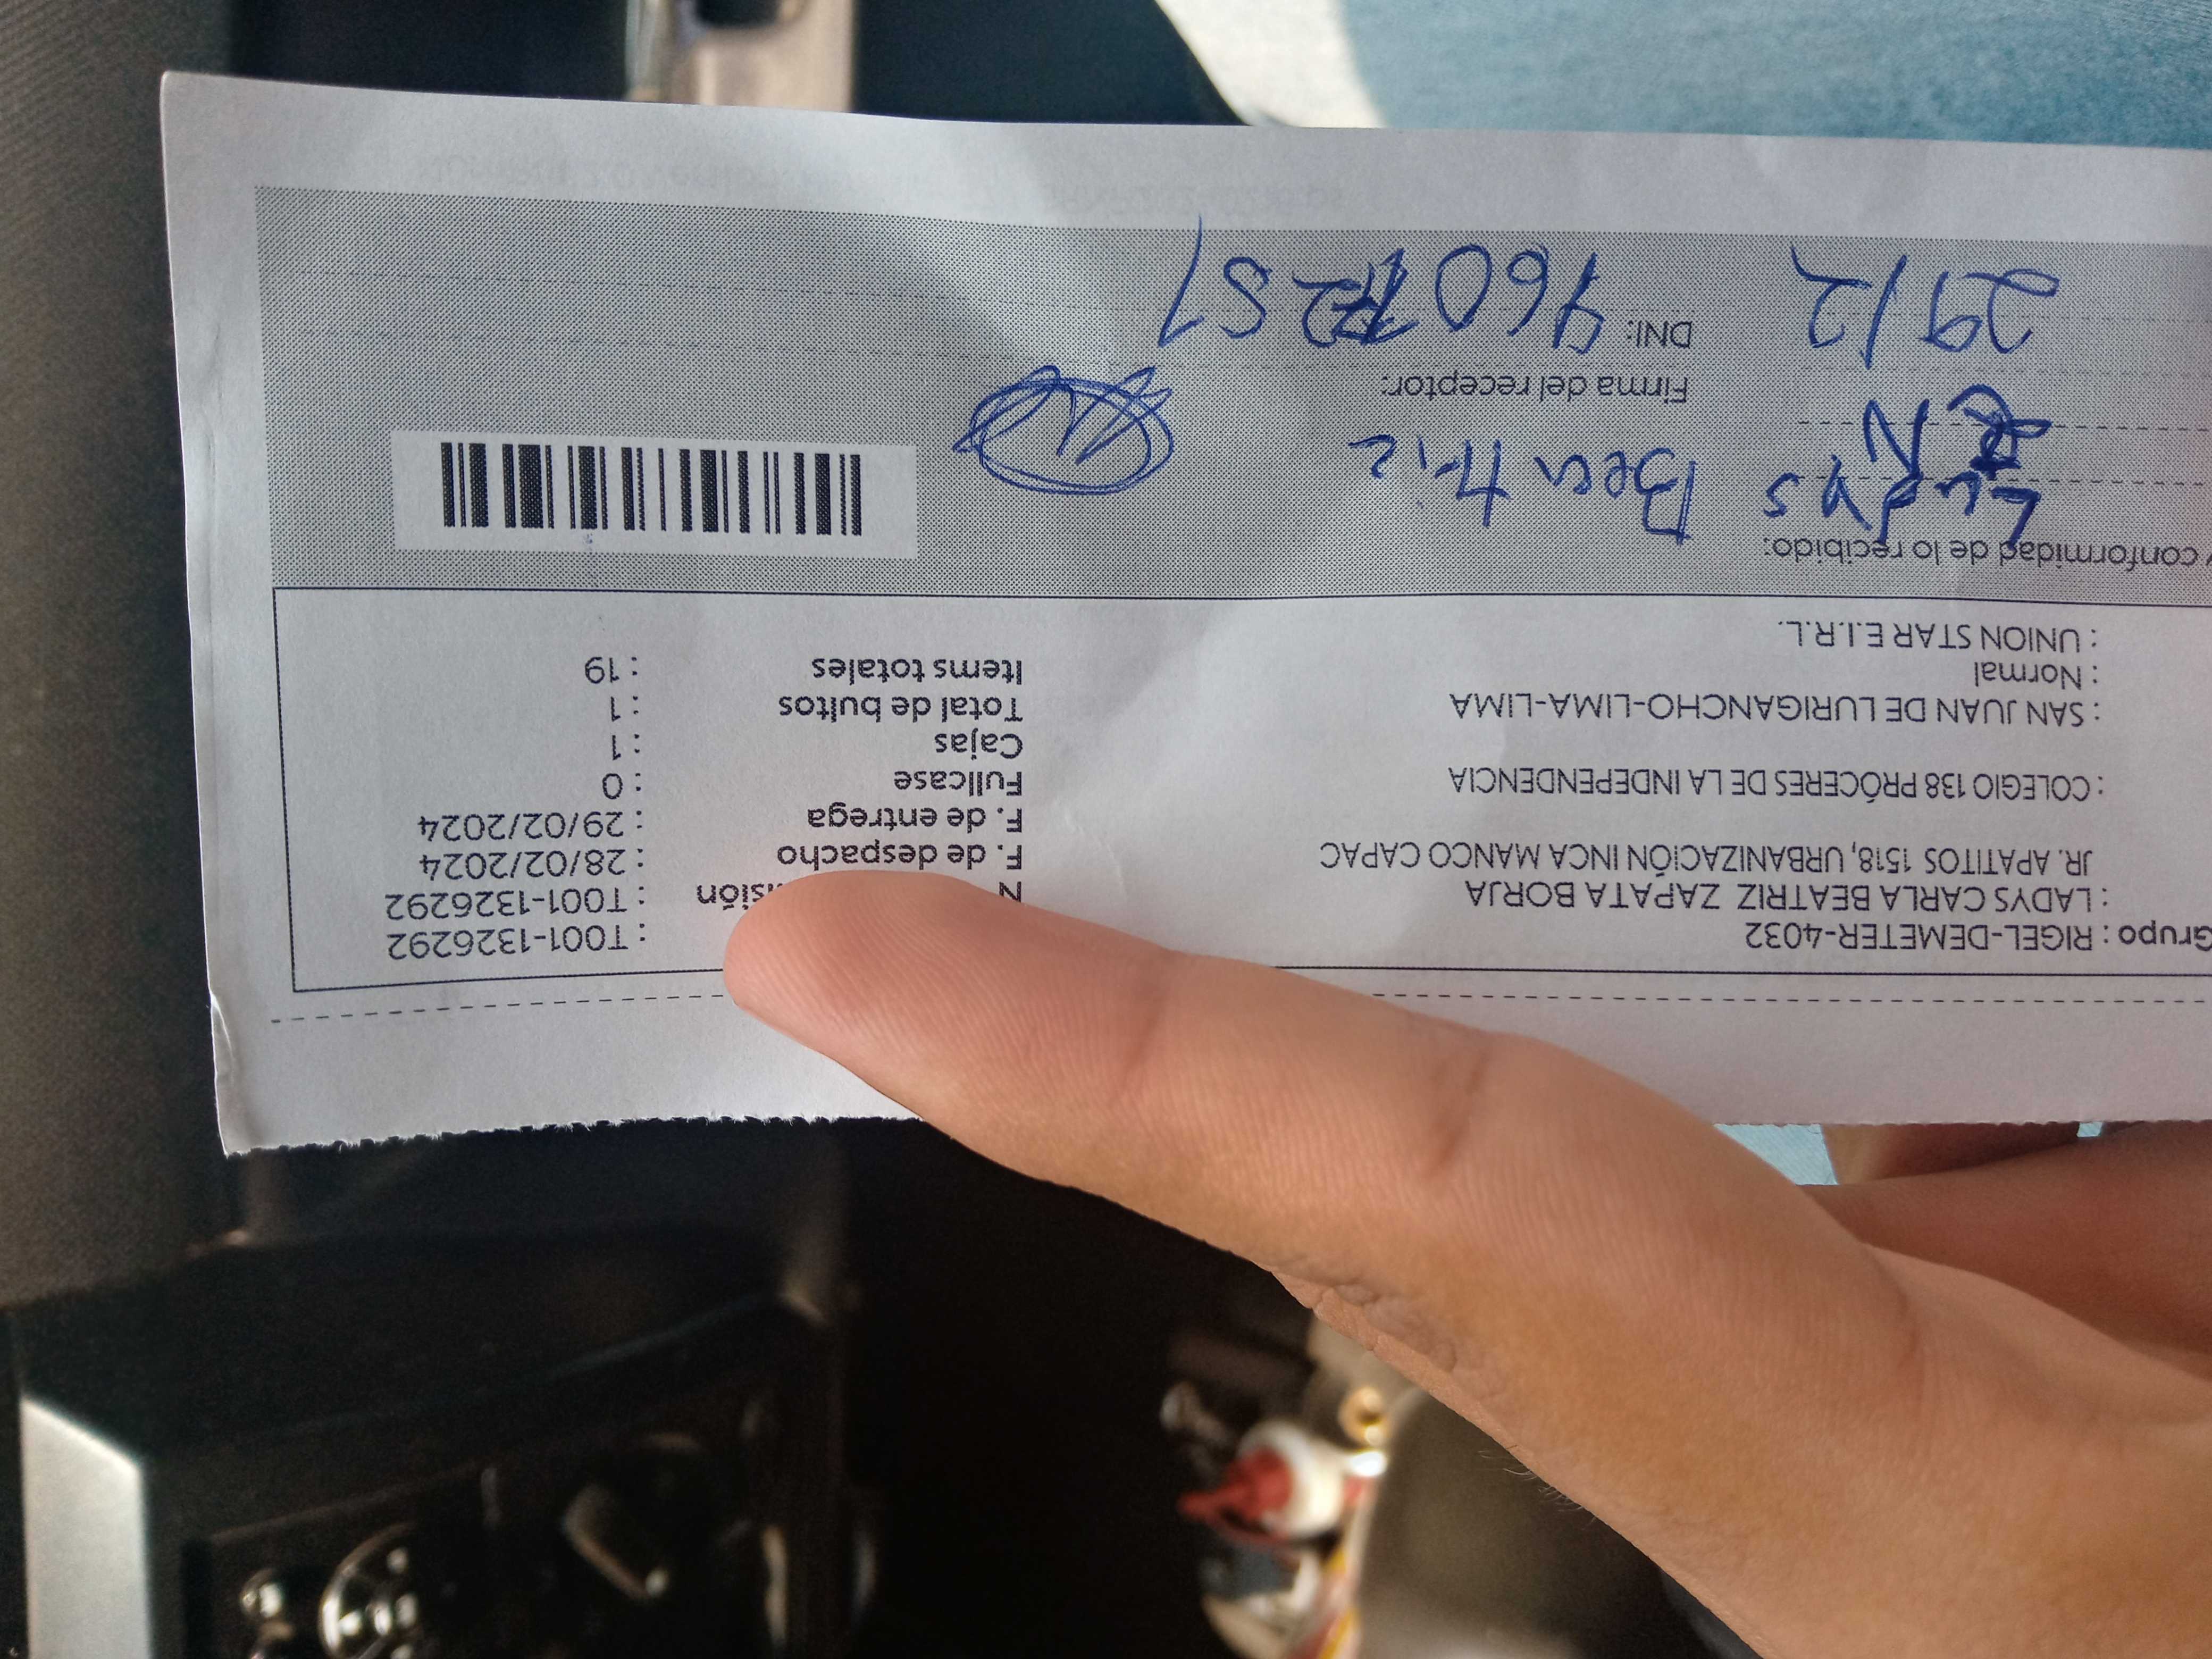 Grupo : RIGEL-DEMETER-4032
: LADYS CARLA BEATRIZ ZAPATA BORJA
JR. APATITOS 1518, URBANIZACIÓN INCA MANCO CAPAC
: COLEGIO 138 PRÓCERES DE LA INDEPENDENCIA
: SAN JUAN DE LURIGANCHO-LIMA-LIMA
: Normal
: UNION STAR E.I.R.L.
: T001-1326292
: T001-1326292
F. de despacho : 28/02/2024
F. de entrega : 29/02/2024
Fullcase : 0
Cajas : 1
Total de bultos : 1
Items totales : 19
conformidad de lo recibido:
Beatriz
Firma del receptor:
29/2
DNI: